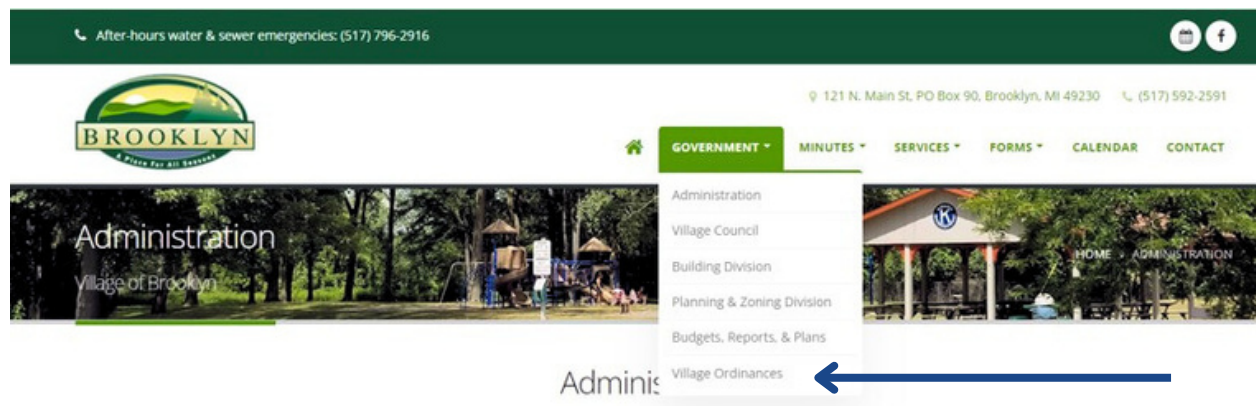 After-hours water & sewer emergencies: (517) 796-2916
121 N. Main St, PO Box 90, Brooklyn, MI 49230 (517) 592-2591
BROOKLYN
A Place For All Seasons
GOVERNMENT MINUTES SERVICES FORMS CALENDAR CONTACT
Administration
Village Council
Building Division
Planning & Zoning Division
Budgets, Reports, & Plans
Village Ordinances
Administration
Village of Brooklyn
K
HOME ADMINISTRATION
Adminis